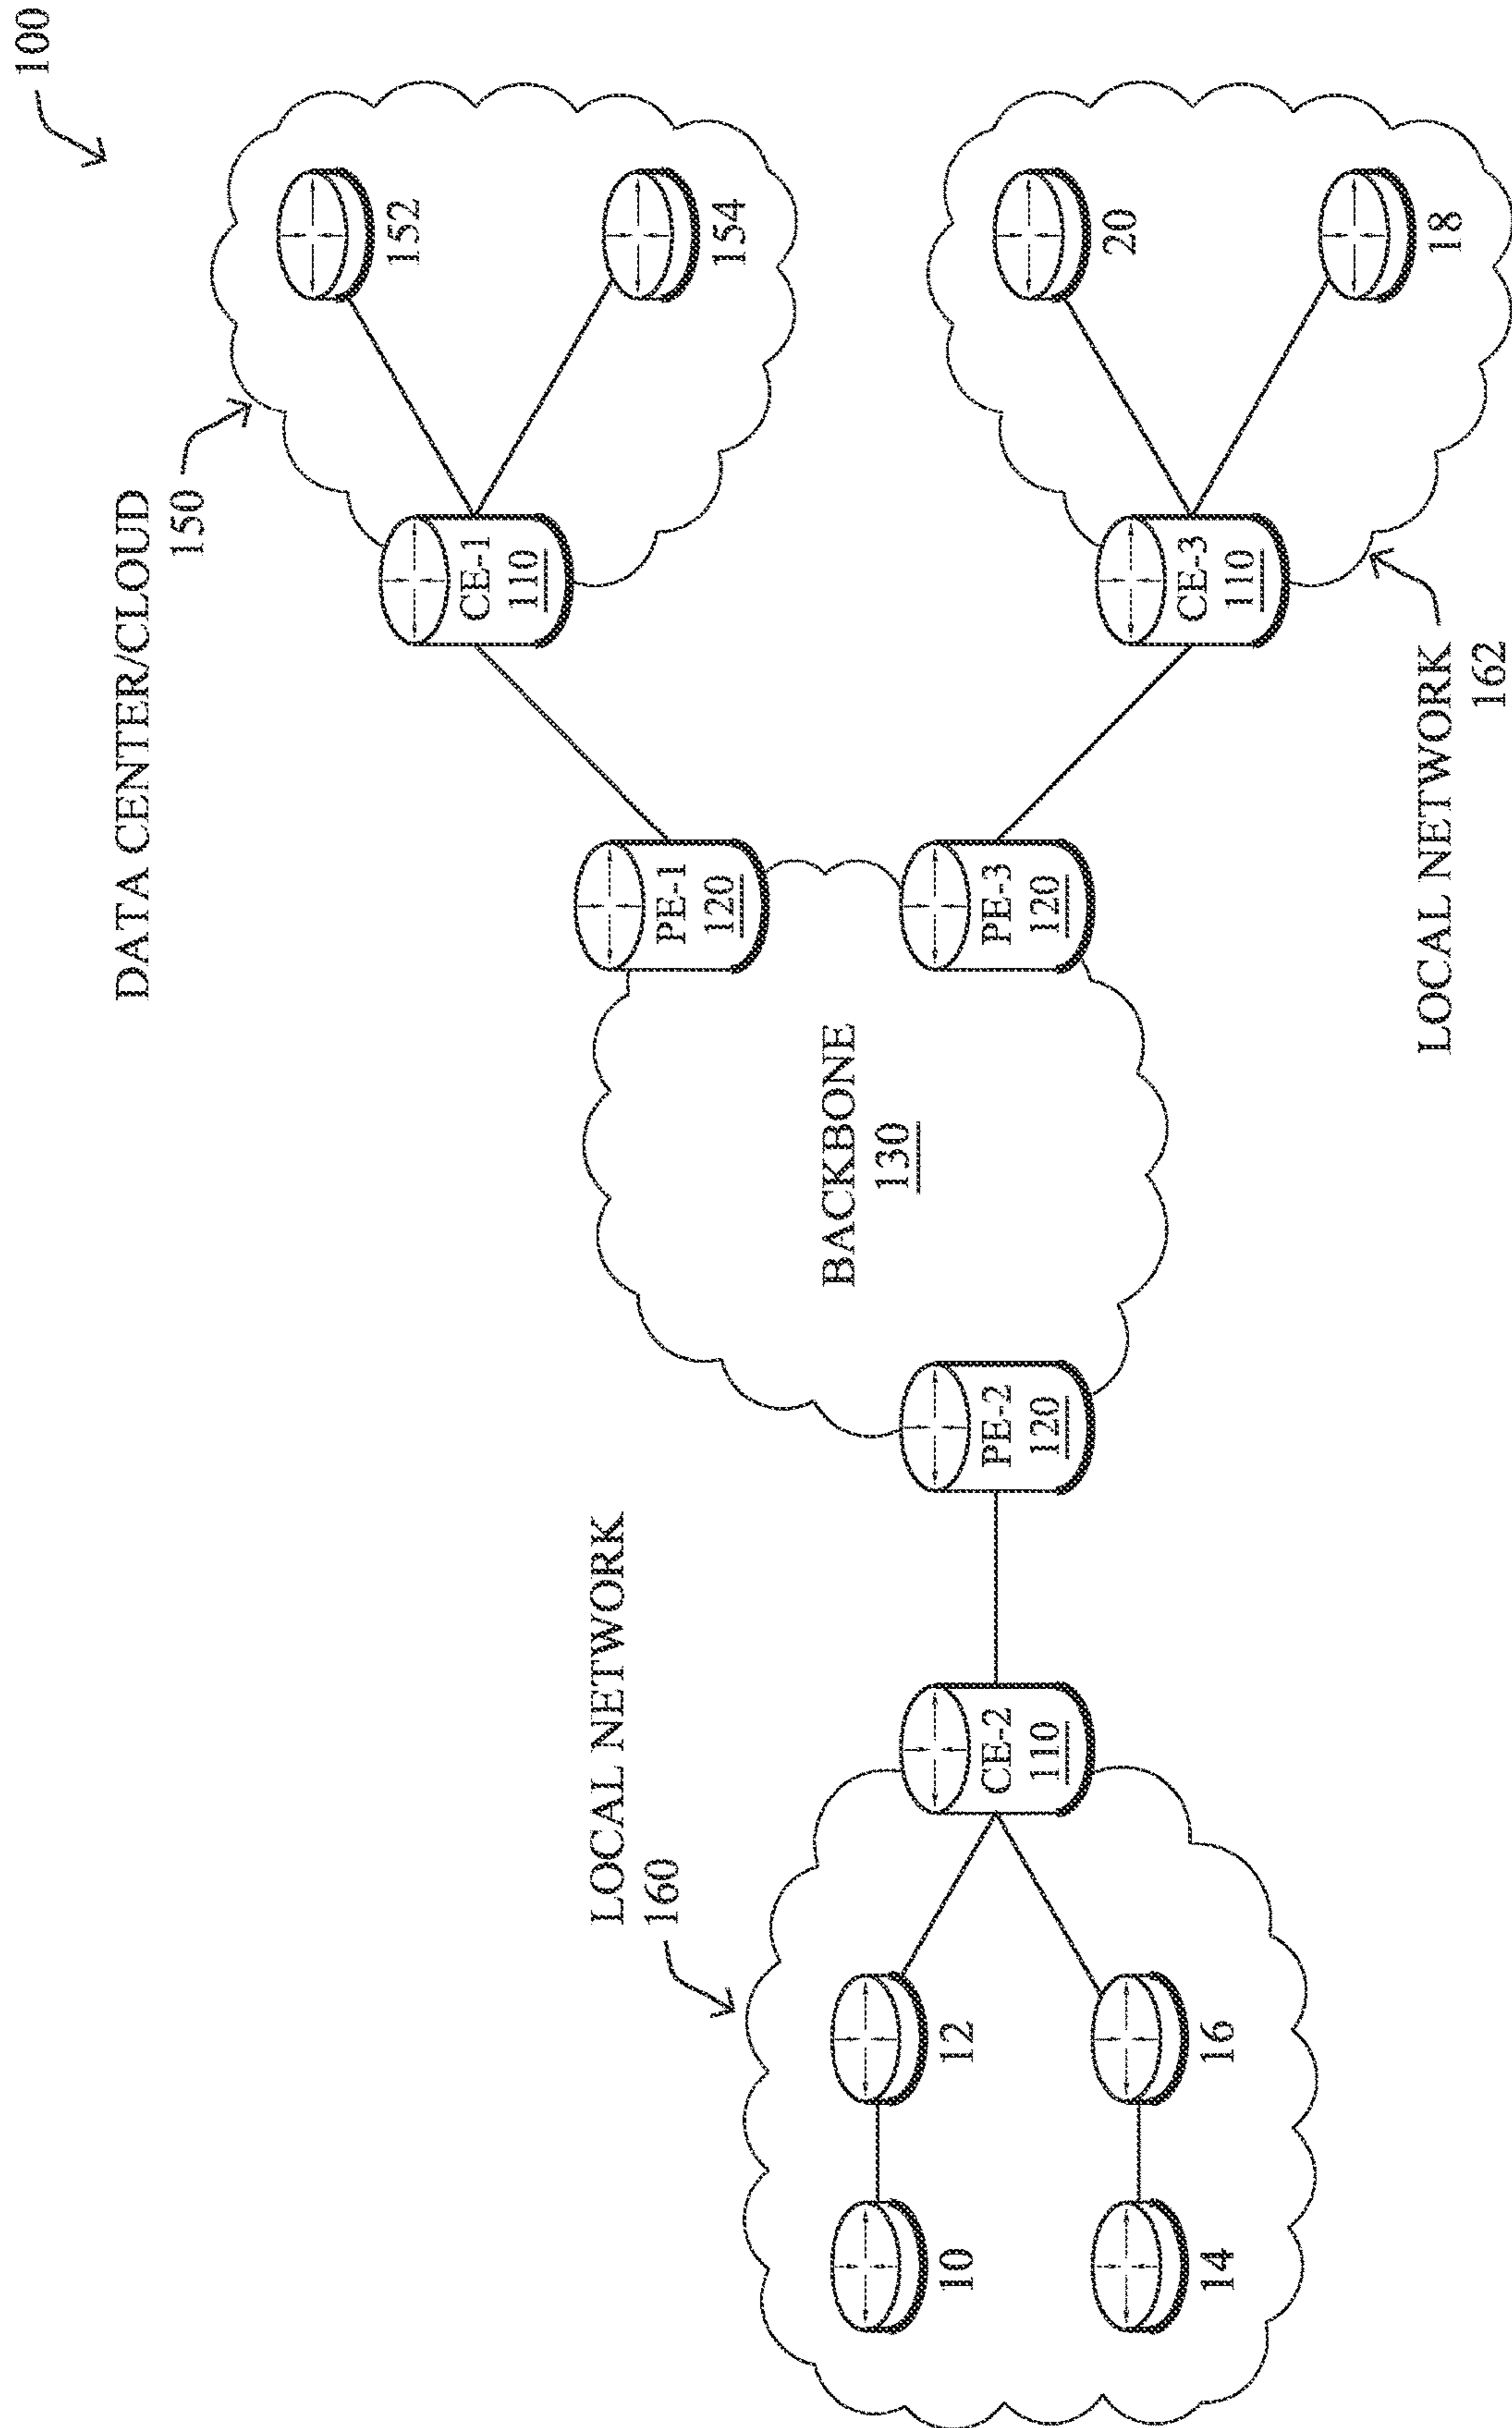 100
DATA CENTER/CLOUD
150
152
154
CE-1
110
PE-1
120
BACKBONE
130
PE-3
120
CE-3
110
20
18
LOCAL NETWORK
162
LOCAL NETWORK
160
PE-2
120
CE-2
110
12
10
16
14